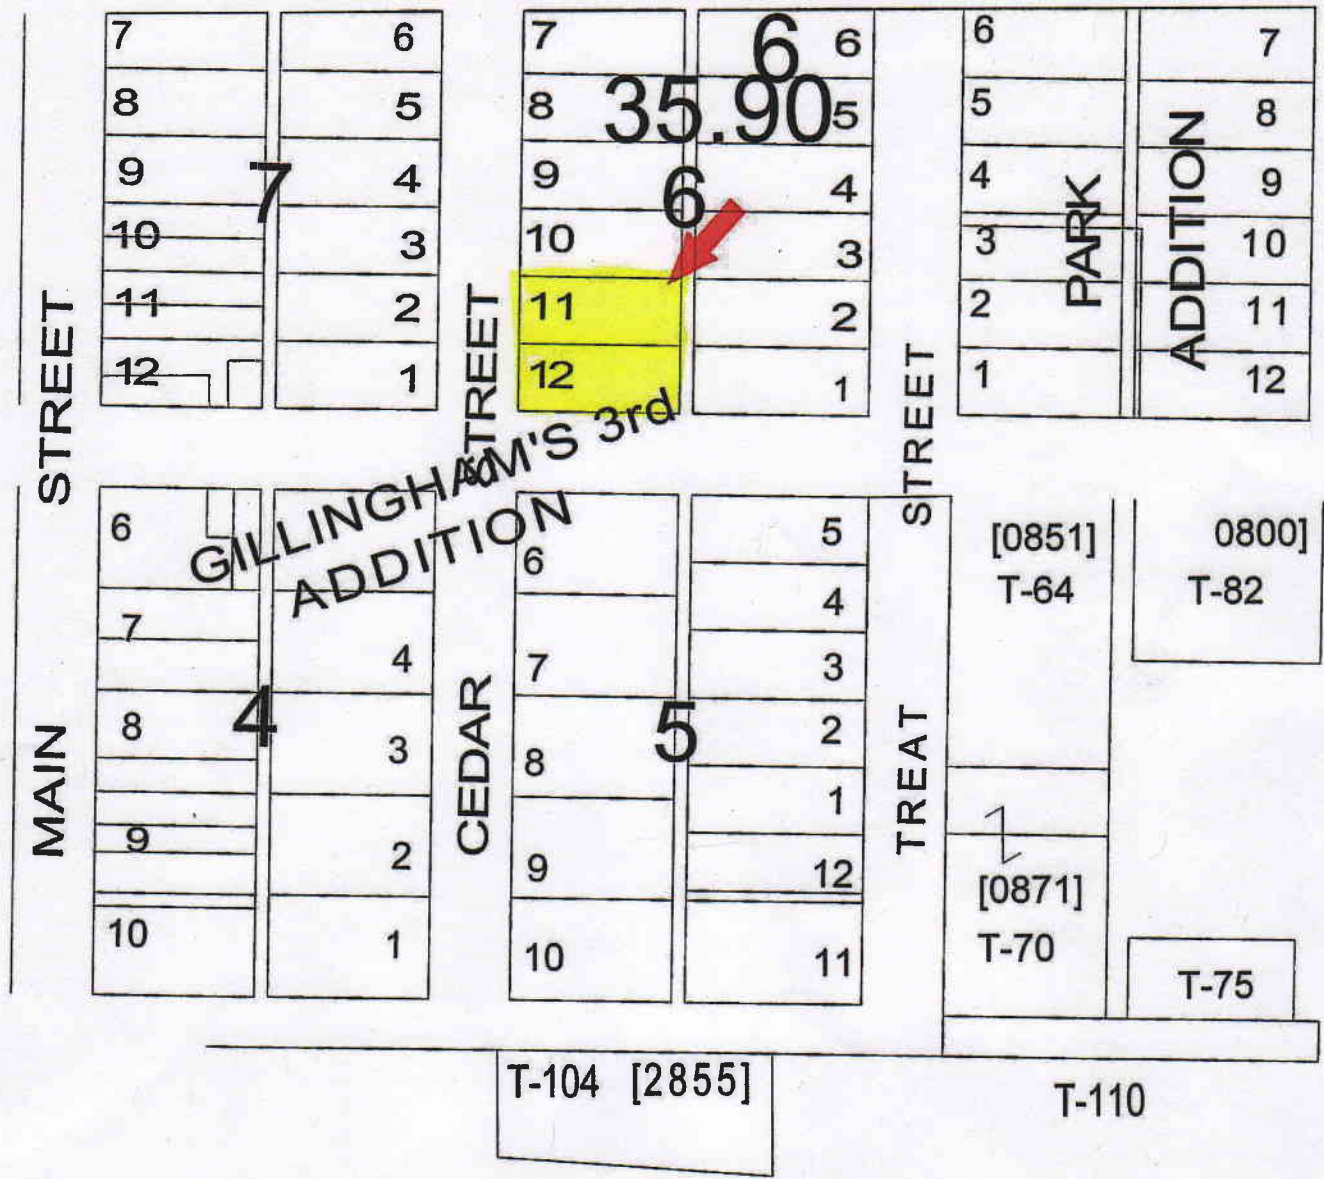 7 6 7 6 6 6 7
8 5 8 35.90 5 5 8
9 7 4 9 6 4 4 9
10 3 10 3 3 10
11 2 11 2 2 11
12 1 12 1 1 12
PARK
ADDITION
STREET
STREET
STREET
GILLINGHAM'S 3rd
ADDITION
6 6 5 [0851] 0800]
T-64 T-82
7 4 7 4
3
8 4 3 8 5 2
1
9 2 9 12 [0871]
10 1 10 11 T-70
T-75
MAIN
CEDAR
TREAT
T-104 [2855]
T-110